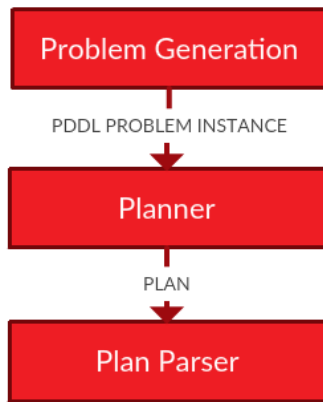 Problem Generation
PDDL PROBLEM INSTANCE
Planner
PLAN
Plan Parser